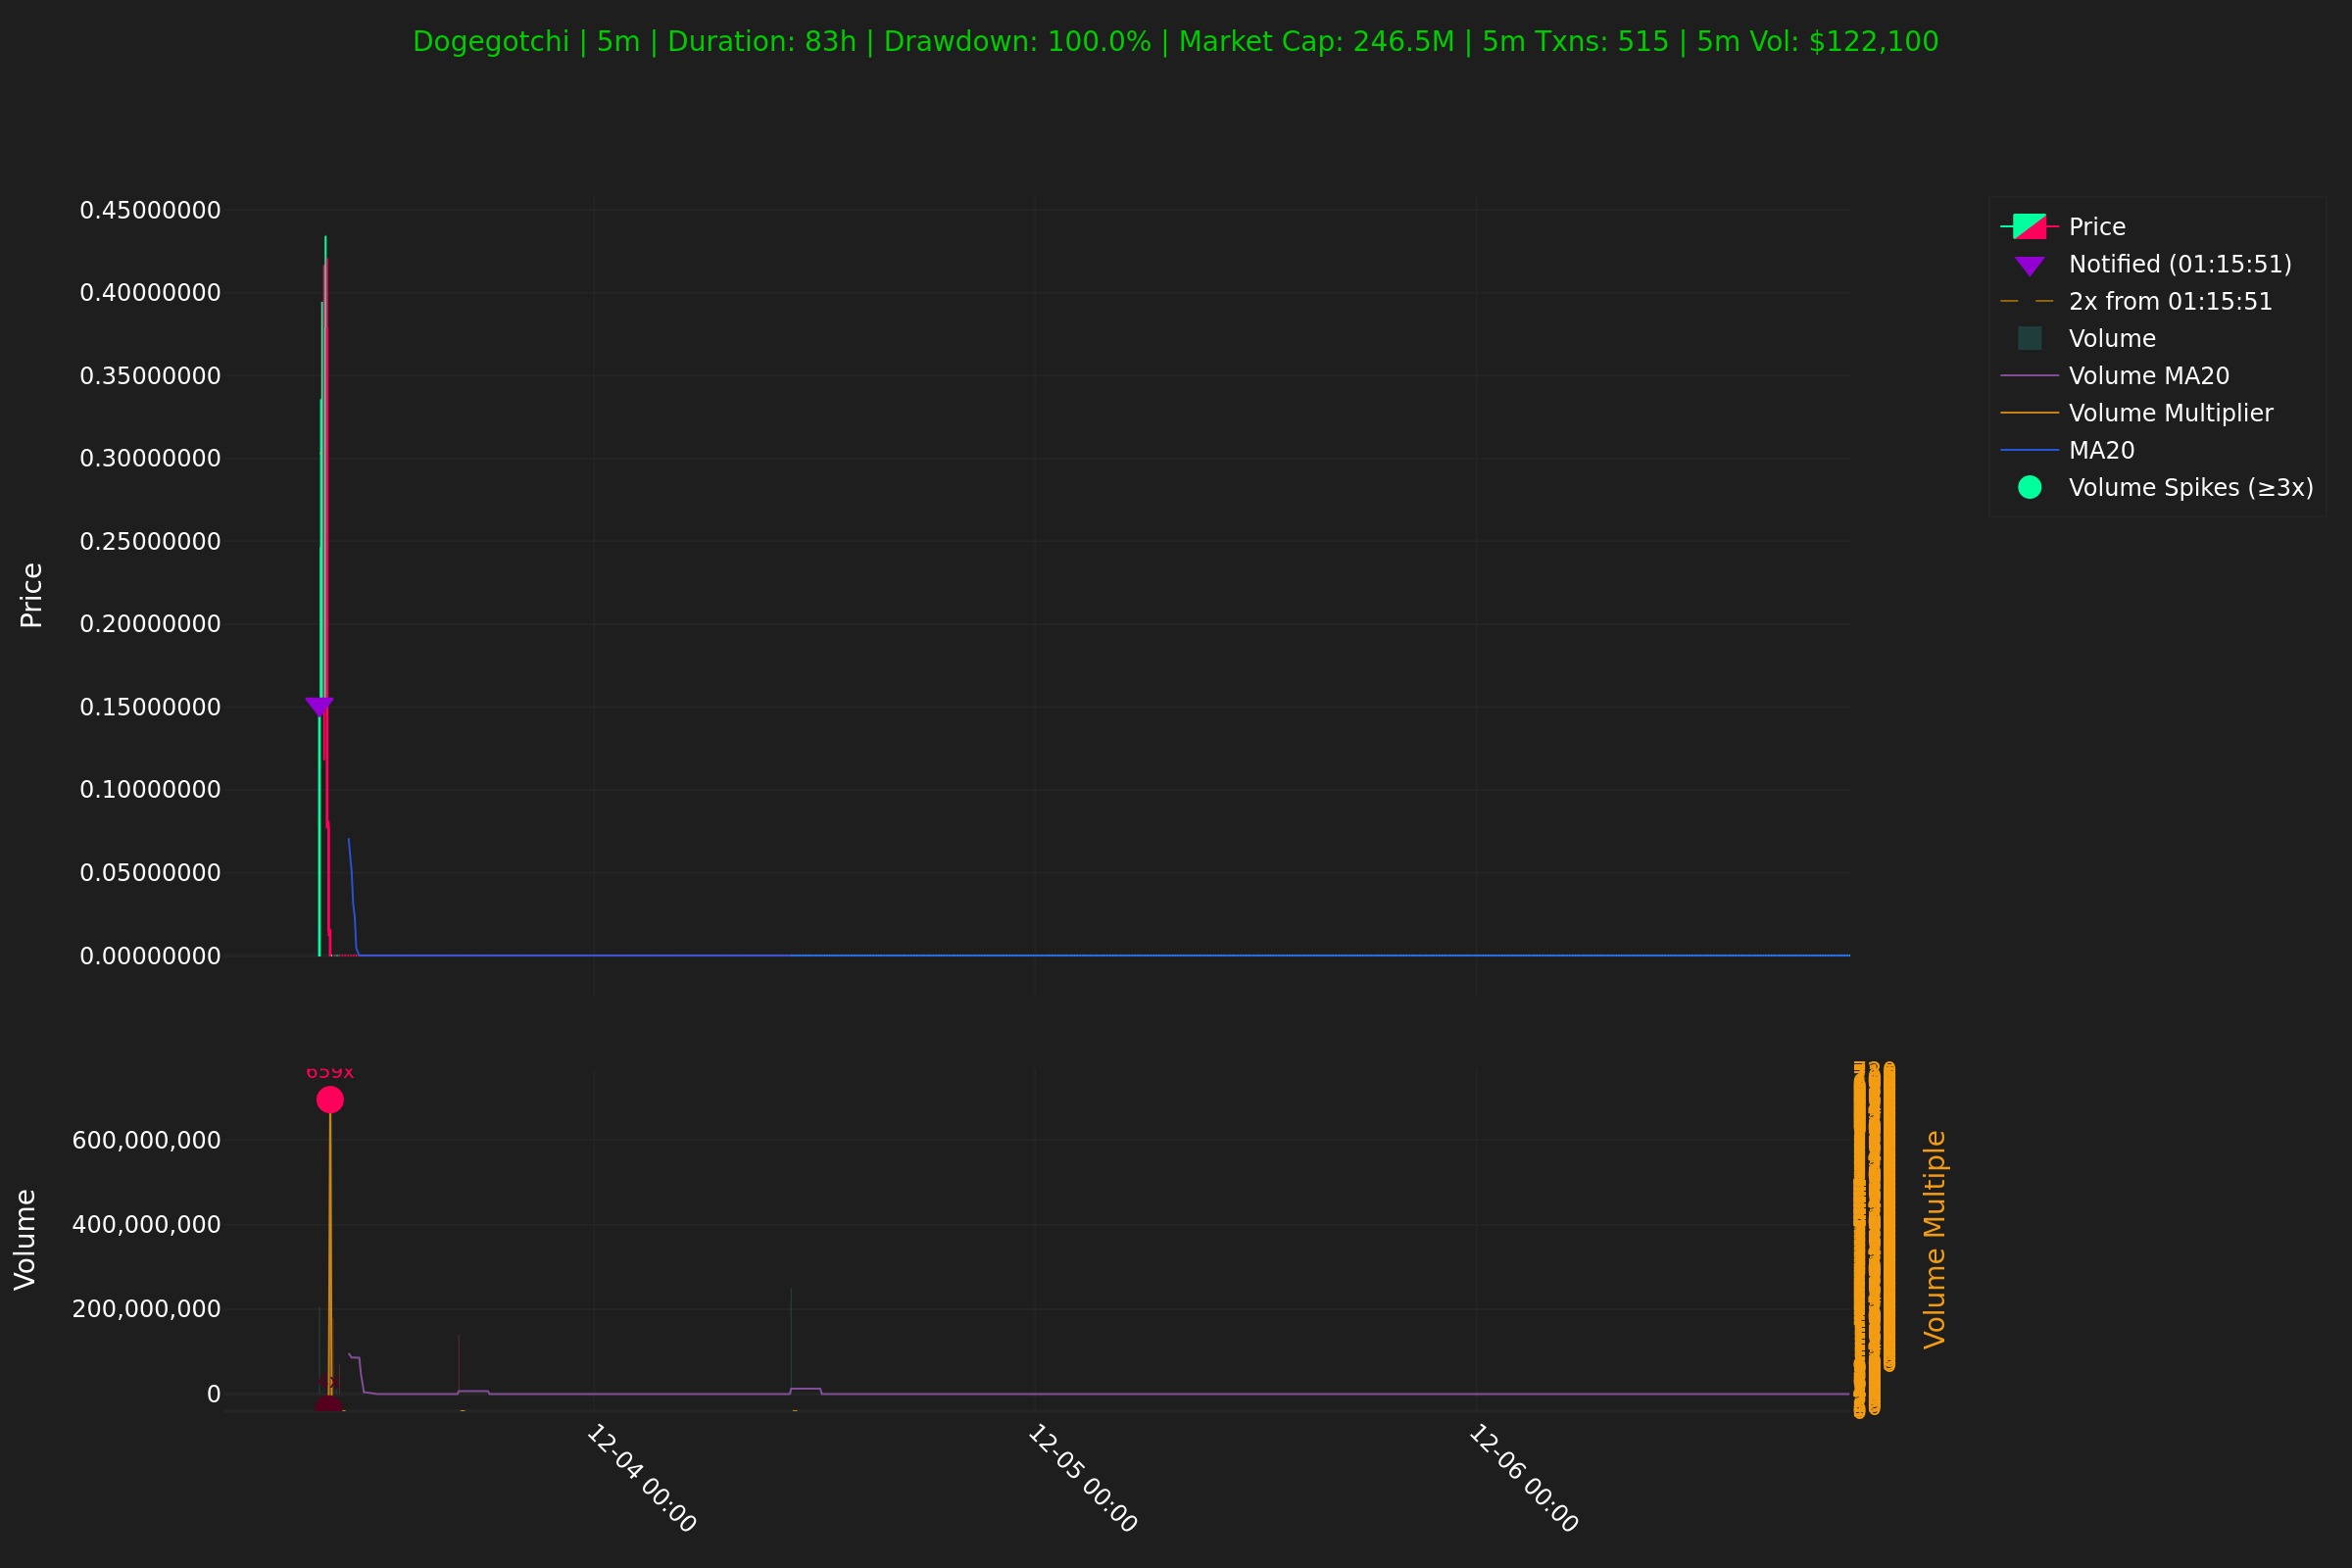 Dogegotchi | 5m | Duration: 83h | Drawdown: 100.0% | Market Cap: 246.5M | 5m Txns: 515 | 5m Vol: $122,100
Price
0.45000000
0.40000000
0.35000000
0.30000000
0.25000000
0.20000000
0.15000000
0.10000000
0.05000000
0.00000000
Price
Notified (01:15:51)
2x from 01:15:51
Volume
Volume MA20
Volume Multiplier
MA20
Volume Spikes (≥3x)
659x
Volume
600,000,000
400,000,000
200,000,000
0
Volume Multiple
12-04 00:00
12-05 00:00
12-06 00:00